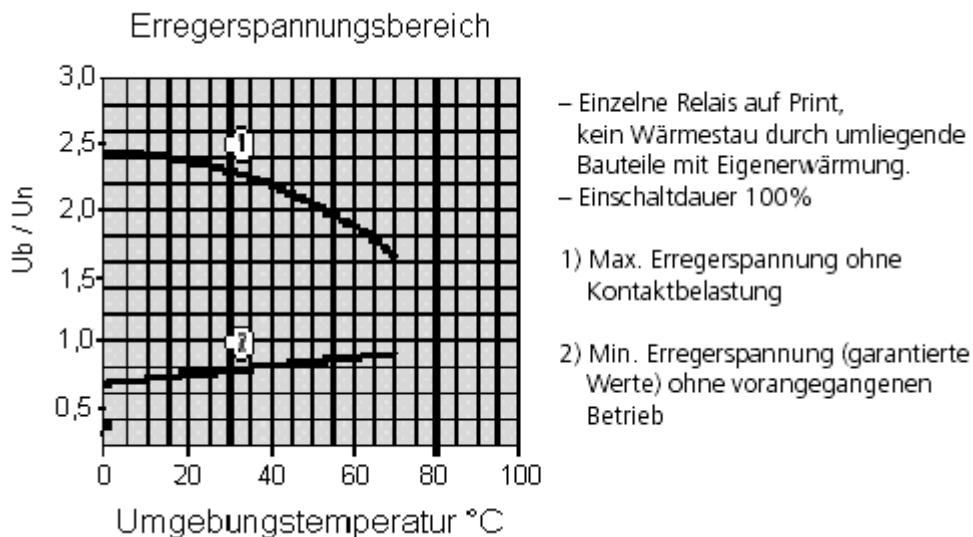 Erregerspannungsbereich
Ub / Un
3,0
2,5
2,0
1,5
1,0
0,5
1
2
0 20 40 60 80 100
Umgebungstemperatur °C
– Einzelne Relais auf Print,
kein Wärmestau durch umliegende
Bauteile mit Eigenerwärmung.
– Einschaltdauer 100%
1) Max. Erregerspannung ohne
Kontaktbelastung
2) Min. Erregerspannung (garantierte
Werte) ohne vorangegangenen
Betrieb